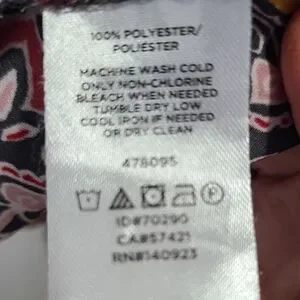 100% POLYESTER/
POLIÉSTER
MACHINE WASH COLD
ONLY NON-CHLORINE
BLEACH WHEN NEEDED
TUMBLE DRY LOW
COOL IRON IF NEEDED
OR DRY CLEAN
478095
P
ID#70290
CA#57421
RN#140923